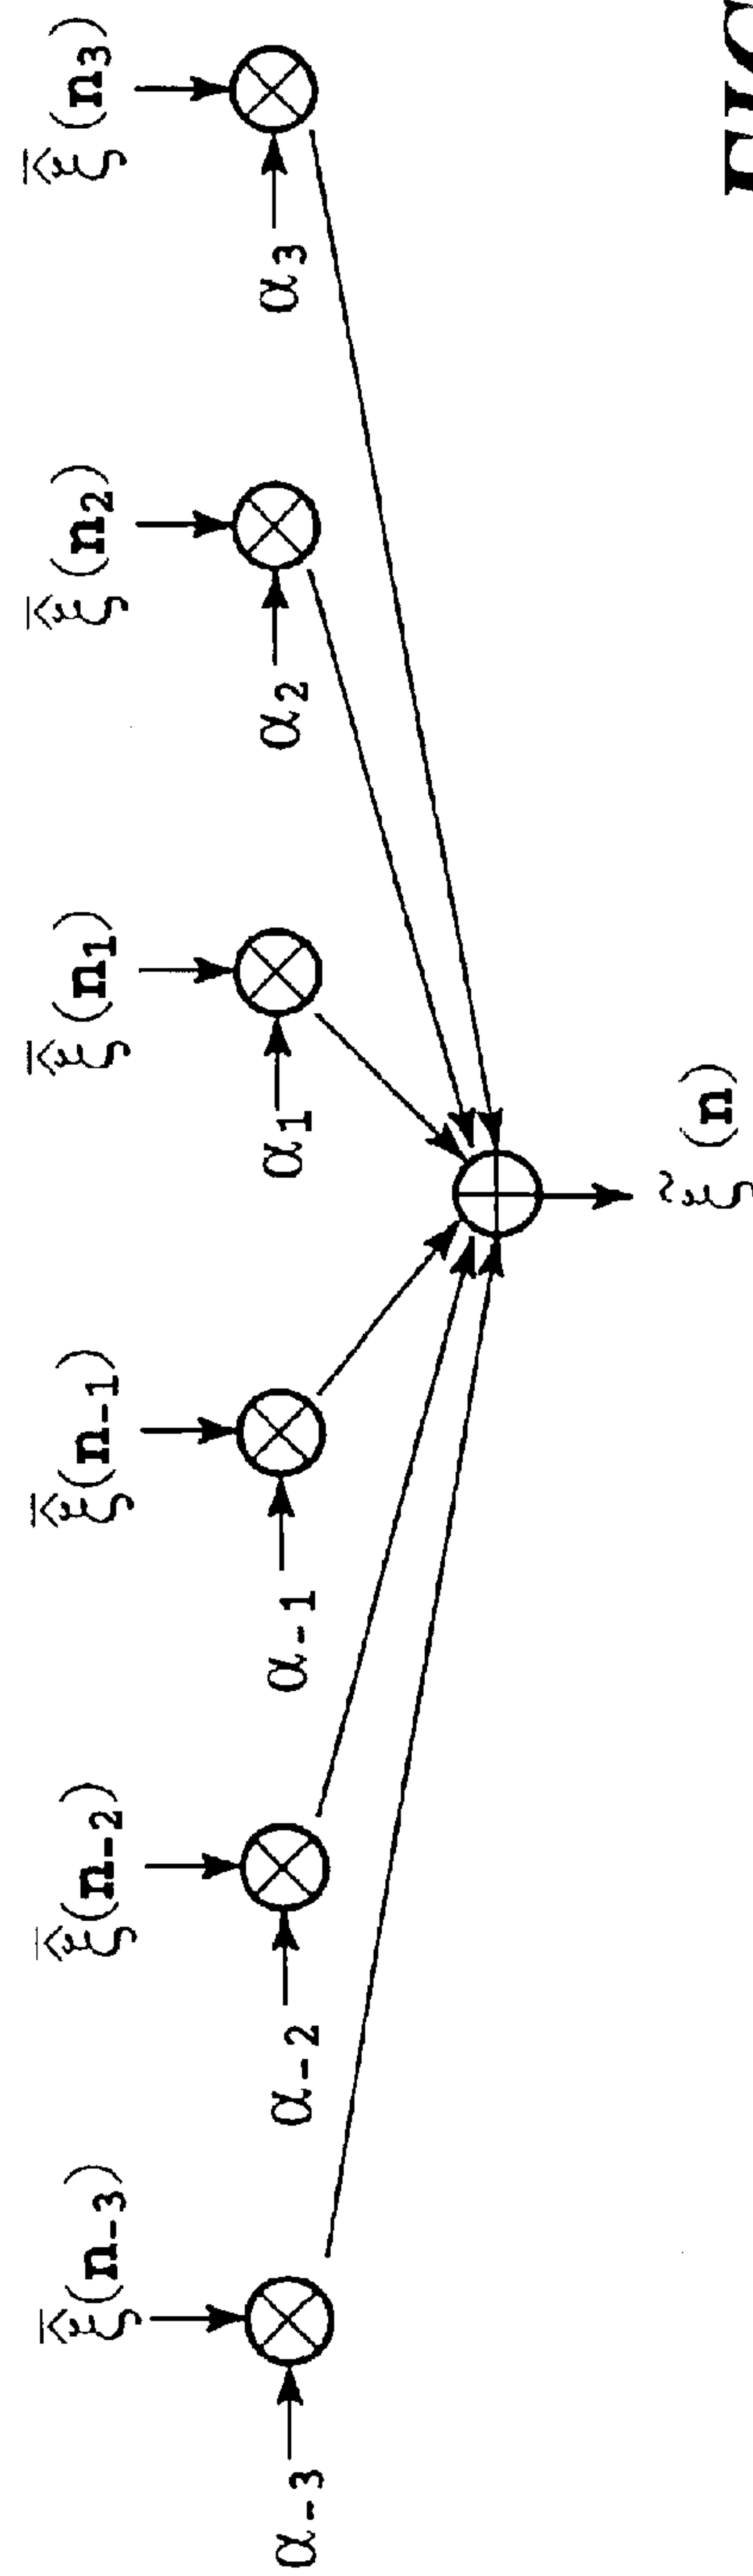 ξ̂̅(n₋₃) ξ̂̅(n₋₂) ξ̂̅(n₋₁) ξ̂̅(n₁) ξ̂̅(n₂) ξ̂̅(n₃)
α₋₃ α₋₂ α₋₁ α₁ α₂ α₃
ξ̃(n)